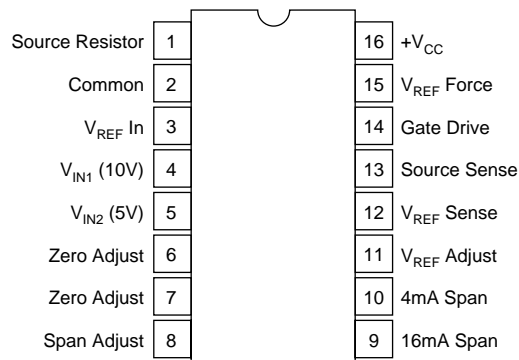 Source Resistor 1 16 +VCC
Common 2 15 VREF Force
VREF In 3 14 Gate Drive
VIN1 (10V) 4 13 Source Sense
VIN2 (5V) 5 12 VREF Sense
Zero Adjust 6 11 VREF Adjust
Zero Adjust 7 10 4mA Span
Span Adjust 8 9 16mA Span